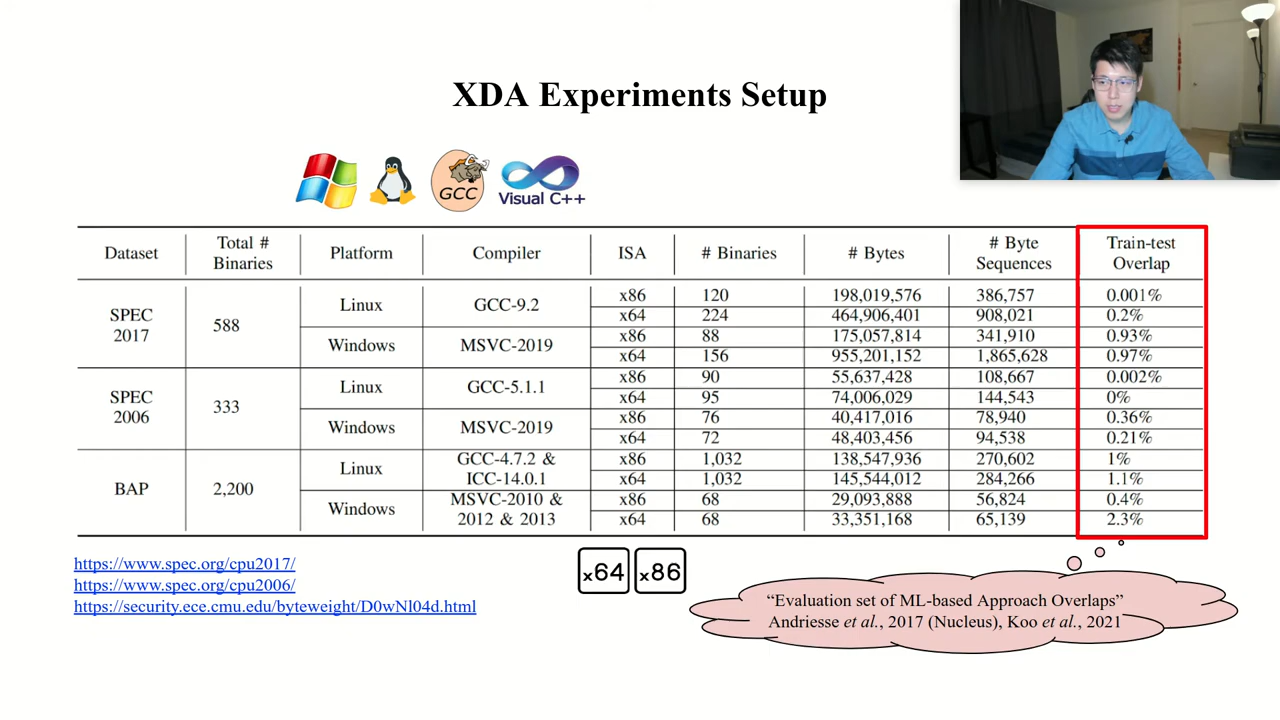 XDA Experiments Setup
GCC
Visual C++
Dataset Total # Binaries Platform Compiler ISA # Binaries # Bytes # Byte Sequences Train-test Overlap
SPEC 2017 588 Linux GCC-9.2 x86 120 198,019,576 386,757 0.001%
x64 224 464,906,401 908,021 0.2%
Windows MSVC-2019 x86 88 175,057,814 341,910 0.93%
x64 156 955,201,152 1,865,628 0.97%
SPEC 2006 333 Linux GCC-5.1.1 x86 90 55,637,428 108,667 0.002%
x64 95 74,006,029 144,543 0%
Windows MSVC-2019 x86 76 40,417,016 78,940 0.36%
x64 72 48,403,456 94,538 0.21%
BAP 2,200 Linux GCC-4.7.2 & ICC-14.0.1 x86 1,032 138,547,936 270,602 1%
x64 1,032 145,544,012 284,266 1.1%
Windows MSVC-2010 & 2012 & 2013 x86 68 29,093,888 56,824 0.4%
x64 68 33,351,168 65,139 2.3%
https://www.spec.org/cpu2017/
https://www.spec.org/cpu2006/
https://security.ece.cmu.edu/byteweight/D0wNl04d.html
x64 x86
“Evaluation set of ML-based Approach Overlaps”
Andriesse et al., 2017 (Nucleus), Koo et al., 2021